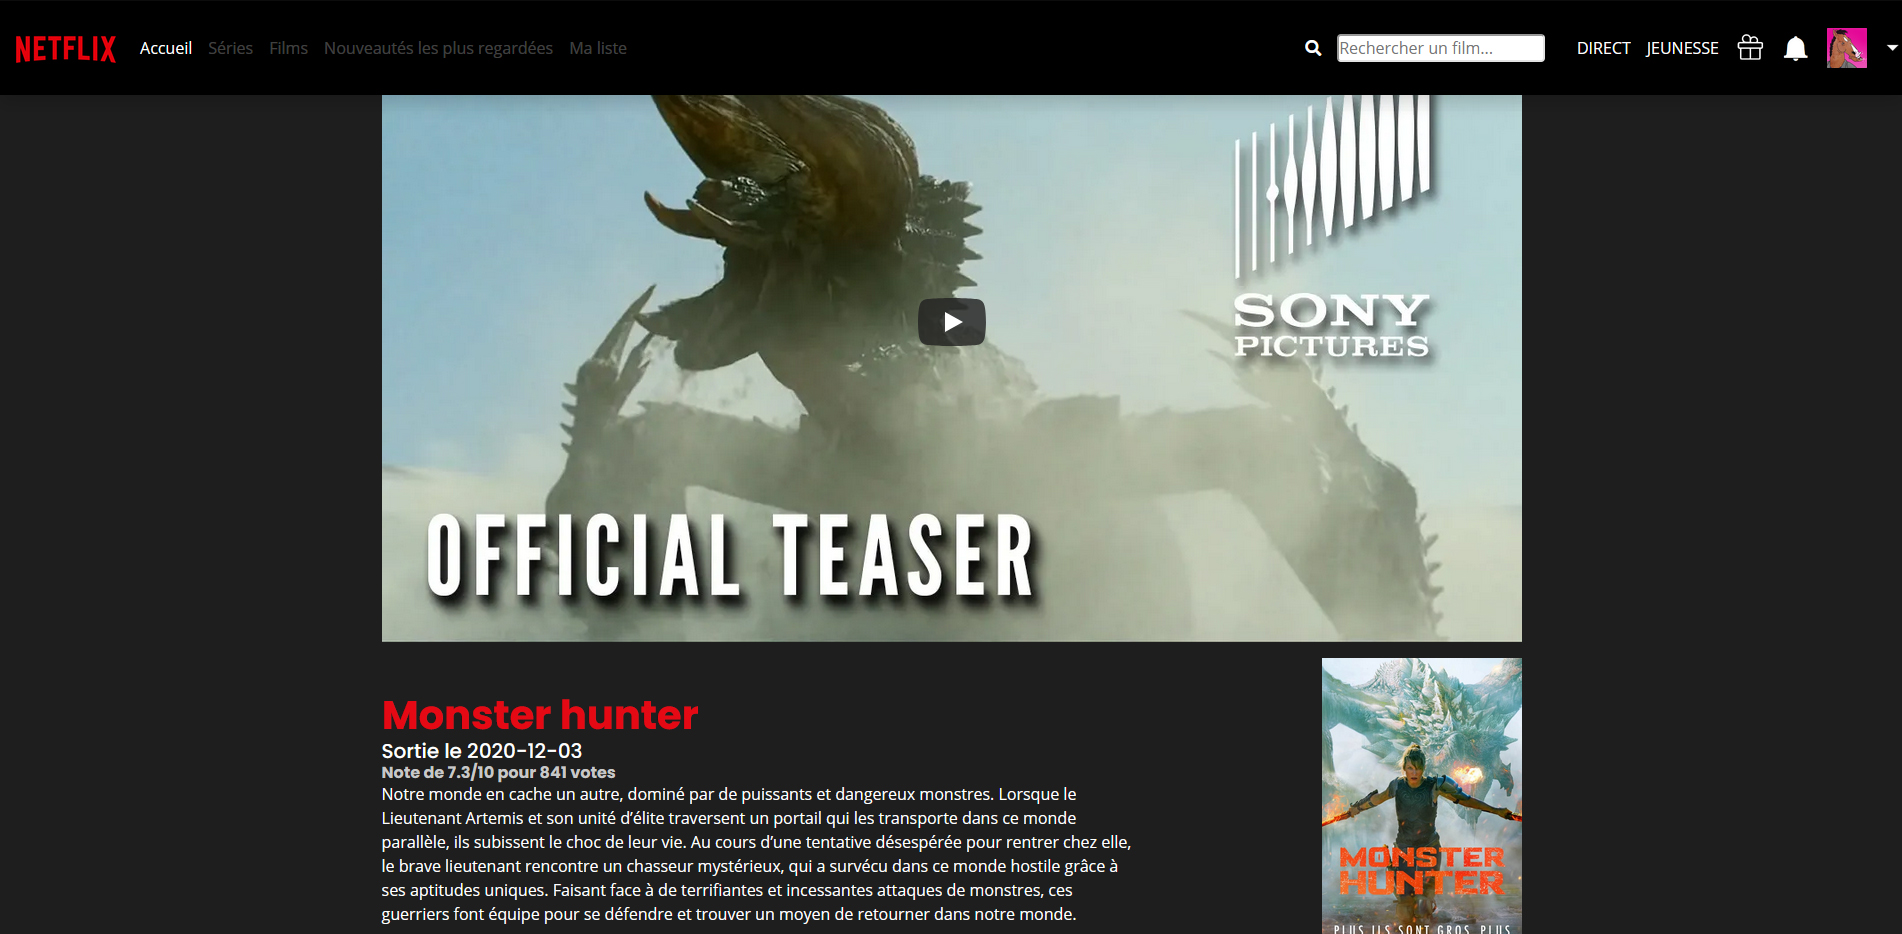 NETFLIX Accueil Séries Films Nouveautés les plus regardées Ma liste Rechercher un film... DIRECT JEUNESSE
SONY
PICTURES
OFFICIAL TEASER
Monster hunter
Sortie le 2020-12-03
Note de 7.3/10 pour 841 votes
Notre monde en cache un autre, dominé par de puissants et dangereux monstres. Lorsque le
Lieutenant Artemis et son unité d’élite traversent un portail qui les transporte dans ce monde
parallèle, ils subissent le choc de leur vie. Au cours d’une tentative désespérée pour rentrer chez elle,
le brave lieutenant rencontre un chasseur mystérieux, qui a survécu dans ce monde hostile grâce à
ses aptitudes uniques. Faisant face à de terrifiantes et incessantes attaques de monstres, ces
guerriers font équipe pour se défendre et trouver un moyen de retourner dans notre monde.
MONSTER
HUNTER
PLUS ILS SONT GROS, PLUS